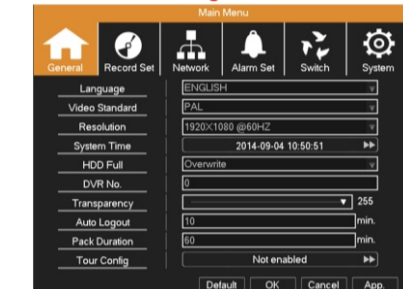 Main Menu
General Record Set Network Alarm Set Switch System
Language ENGLISH
Video Standard PAL
Resolution 1920×1080 @60HZ
System Time 2014-09-04 10:50:51
HDD Full Overwrite
DVR No. 0
Transparency 255
Auto Logout 10 min.
Pack Duration 60 min.
Tour Config Not enabled
Default OK Cancel App.